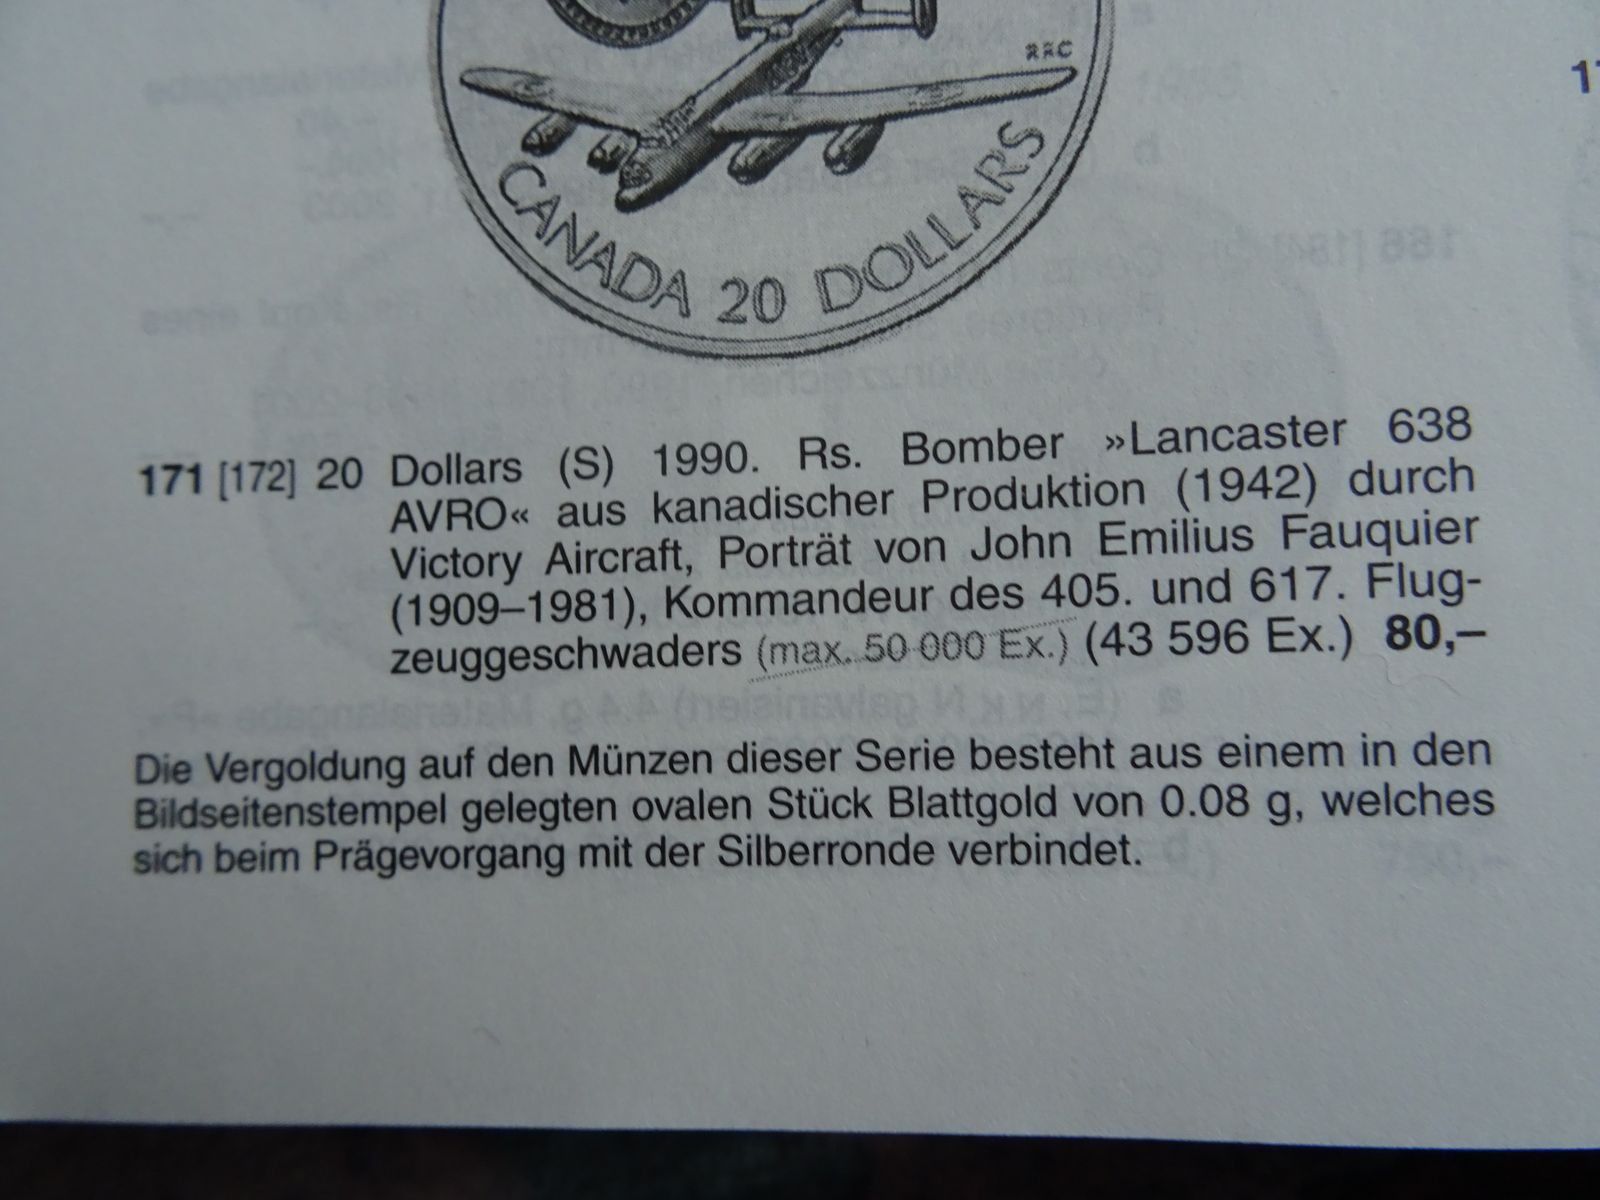 RRC
CANADA 20 DOLLARS
171 [172] 20 Dollars (S) 1990. Rs. Bomber »Lancaster 638
AVRO« aus kanadischer Produktion (1942) durch
Victory Aircraft, Porträt von John Emilius Fauquier
(1909–1981), Kommandeur des 405. und 617. Flug-
zeuggeschwaders (max. 50 000 Ex.) (43 596 Ex.) 80,–
Die Vergoldung auf den Münzen dieser Serie besteht aus einem in den
Bildseitenstempel gelegten ovalen Stück Blattgold von 0.08 g, welches
sich beim Prägevorgang mit der Silberronde verbindet.